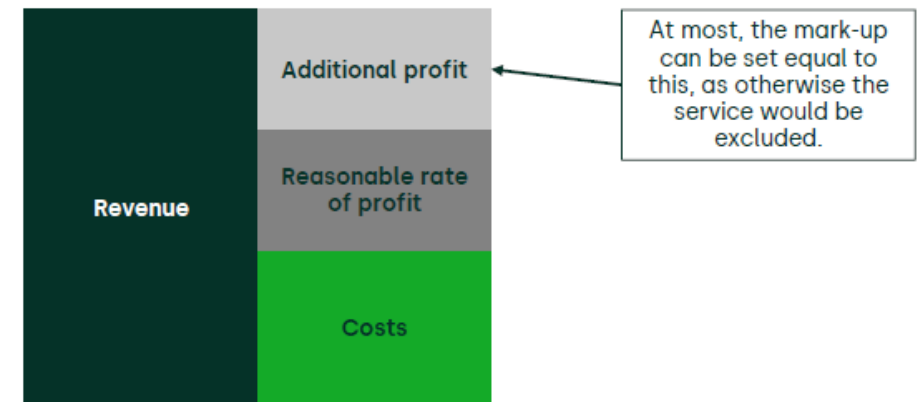 Additional profit
At most, the mark-up
can be set equal to
this, as otherwise the
service would be
excluded.
Reasonable rate
of profit
Revenue
Costs